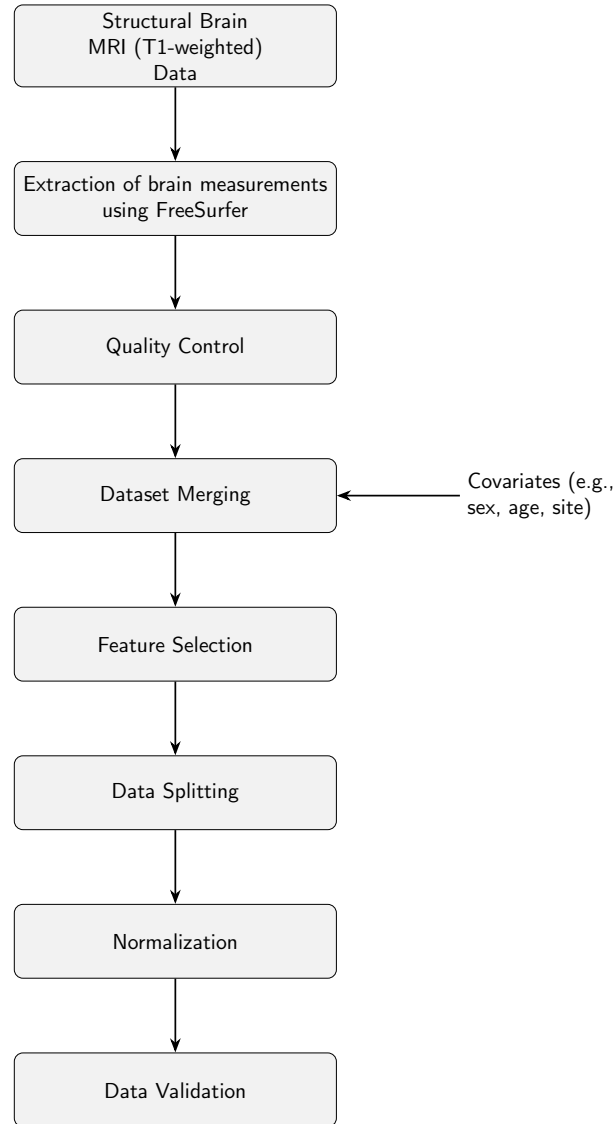 Structural Brain
MRI (T1-weighted)
Data
Extraction of brain measurements
using FreeSurfer
Quality Control
Dataset Merging
Covariates (e.g.,
sex, age, site)
Feature Selection
Data Splitting
Normalization
Data Validation